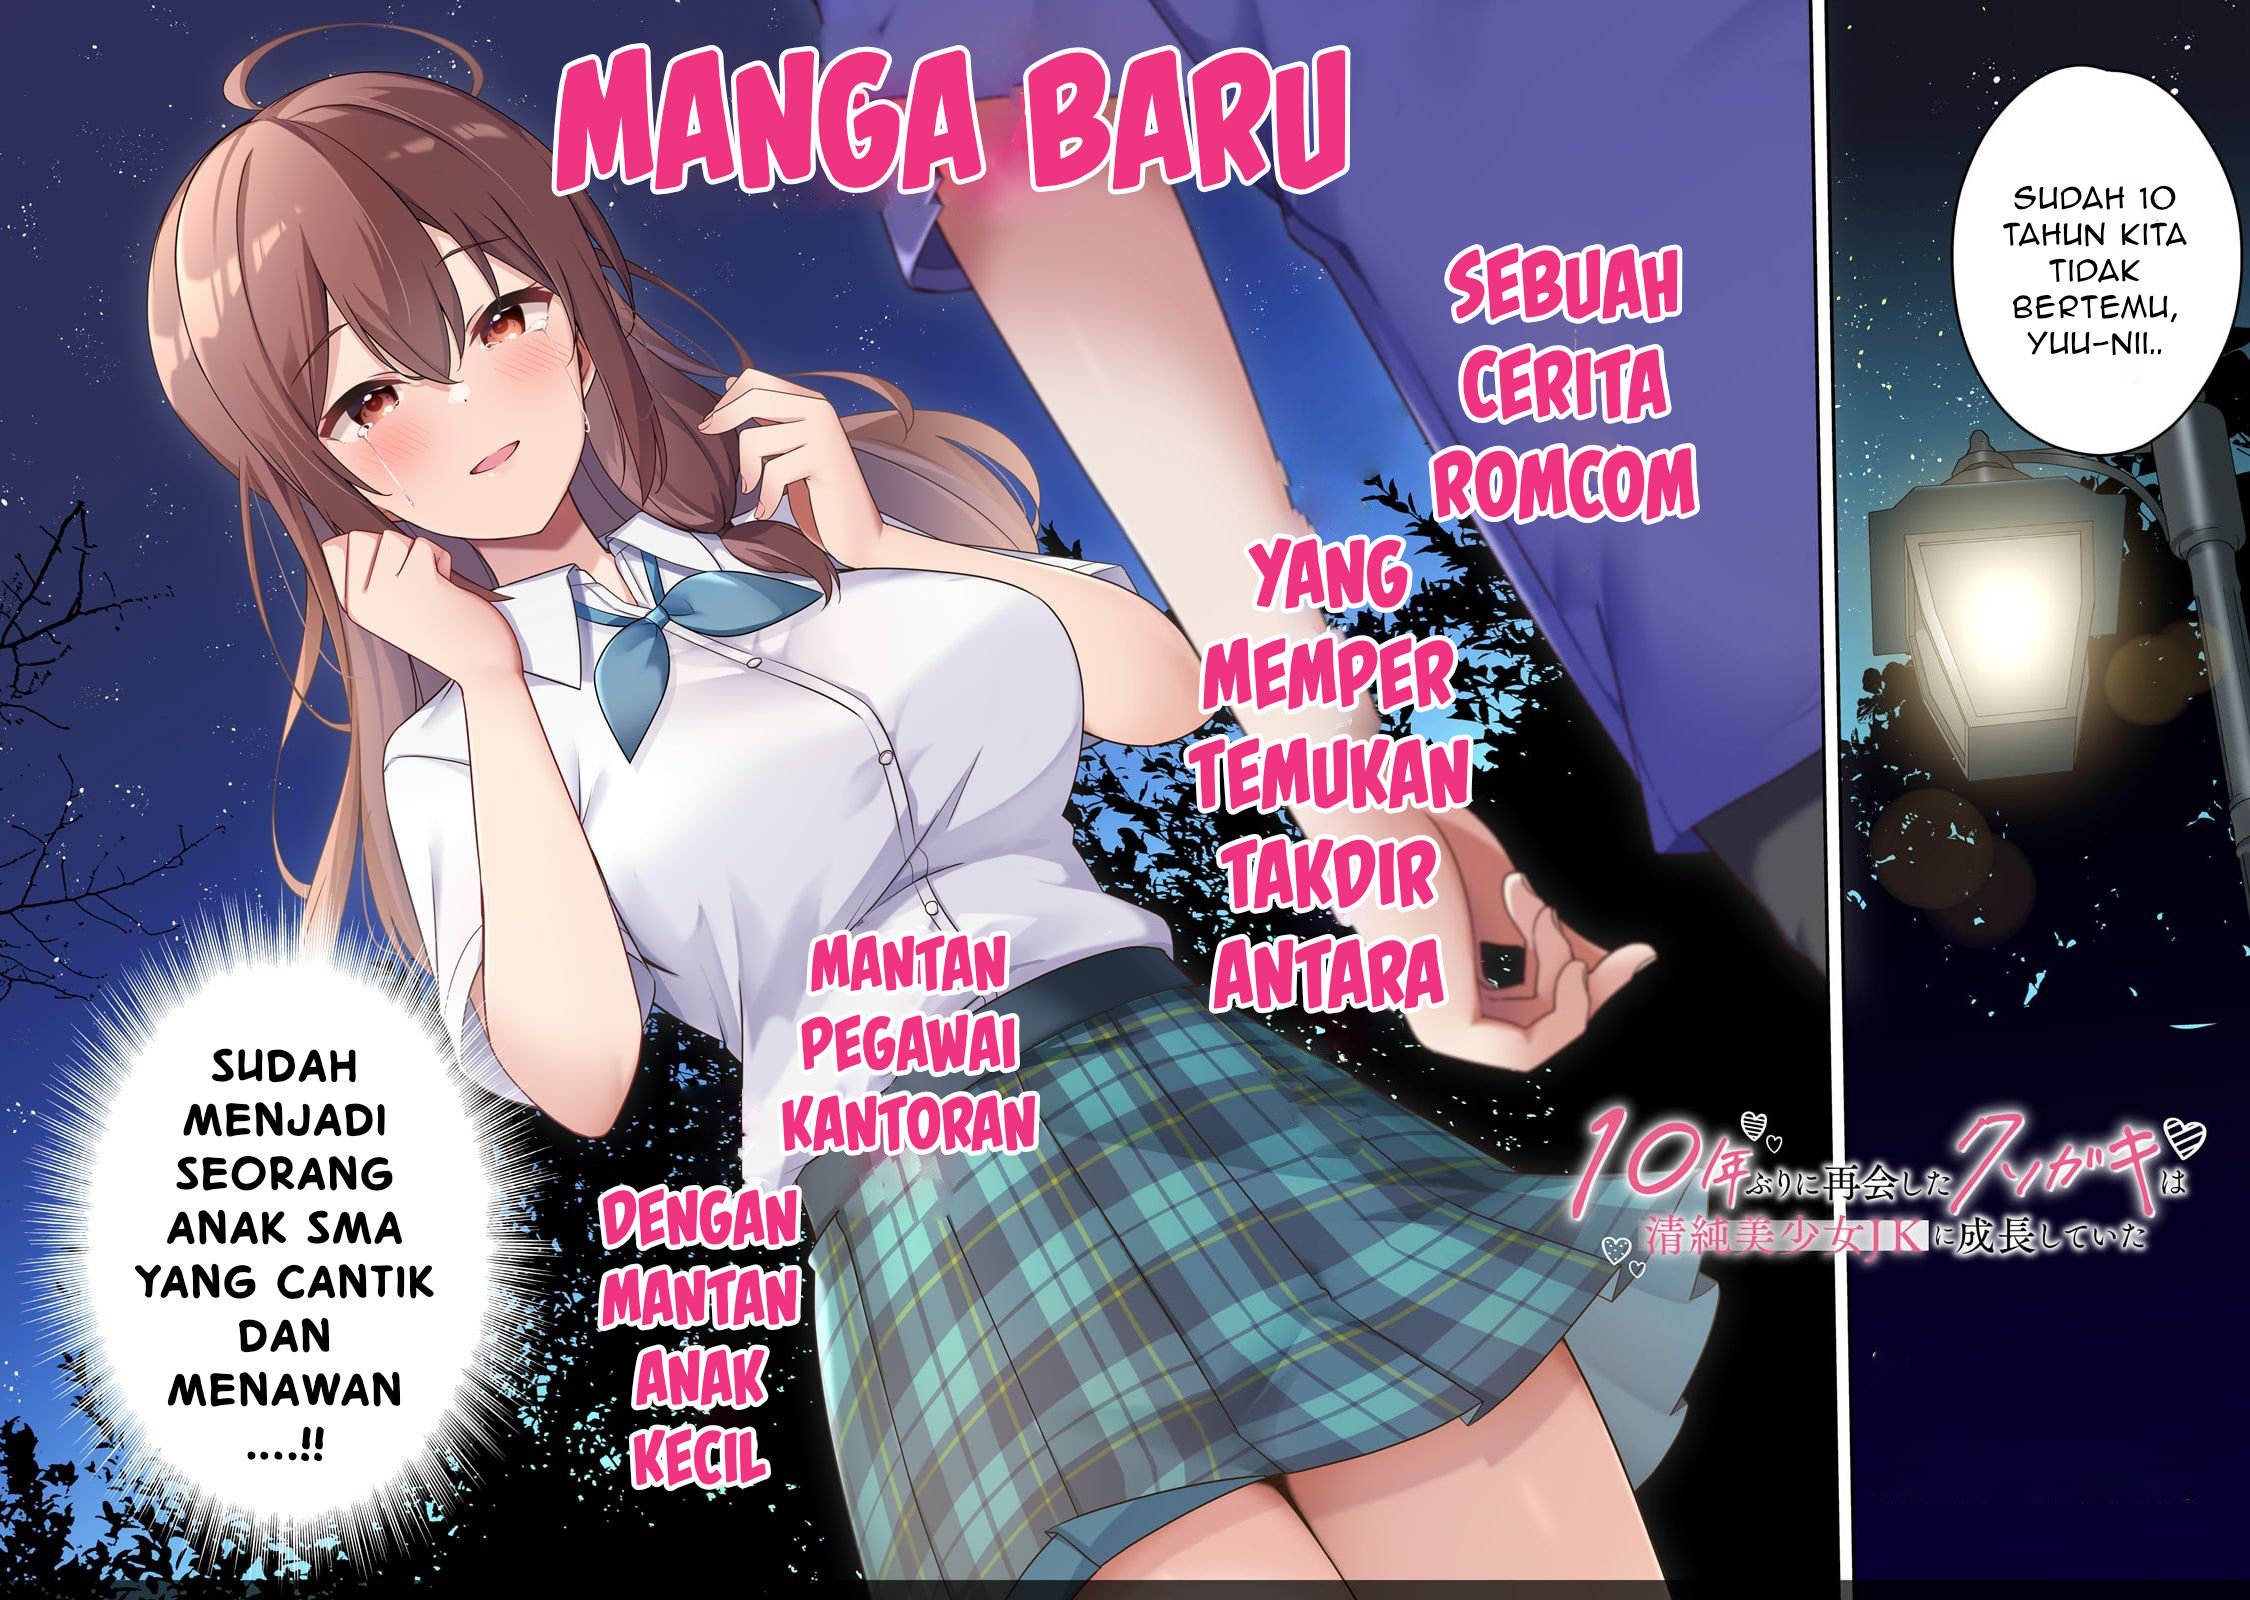 MANGA BARU
SUDAH 10
TAHUN KITA
TIDAK
BERTEMU,
YUU-NII..
SEBUAH
CERITA
ROMCOM
YANG
MEMPER
TEMUKAN
TAKDIR
ANTARA
MANTAN
PEGAWAI
KANTORAN
DENGAN
MANTAN
ANAK
KECIL
SUDAH
MENJADI
SEORANG
ANAK SMA
YANG CANTIK
DAN
MENAWAN
....!!
10年ぶりに再会したクソガキは
清純美少女JKに成長していた